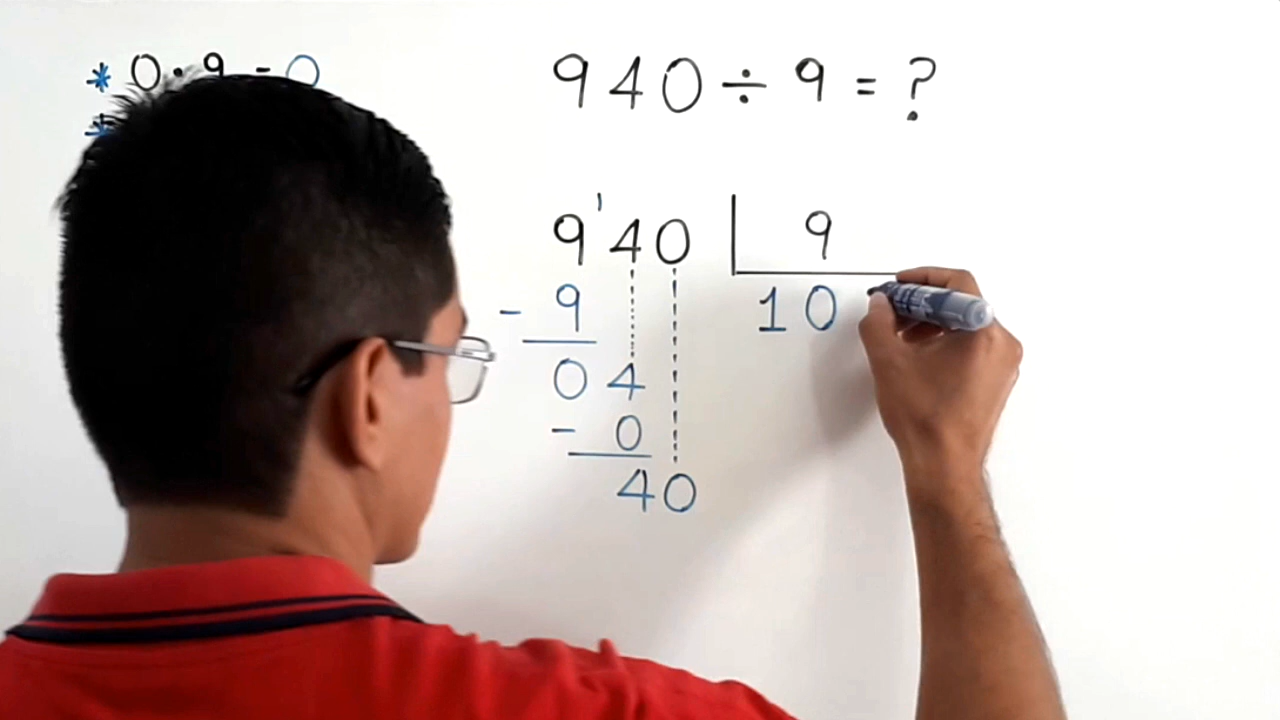 * 0 · 9 = 0
*
940 ÷ 9 = ?
9'40 | 9
- 9 10
04
- 0
40